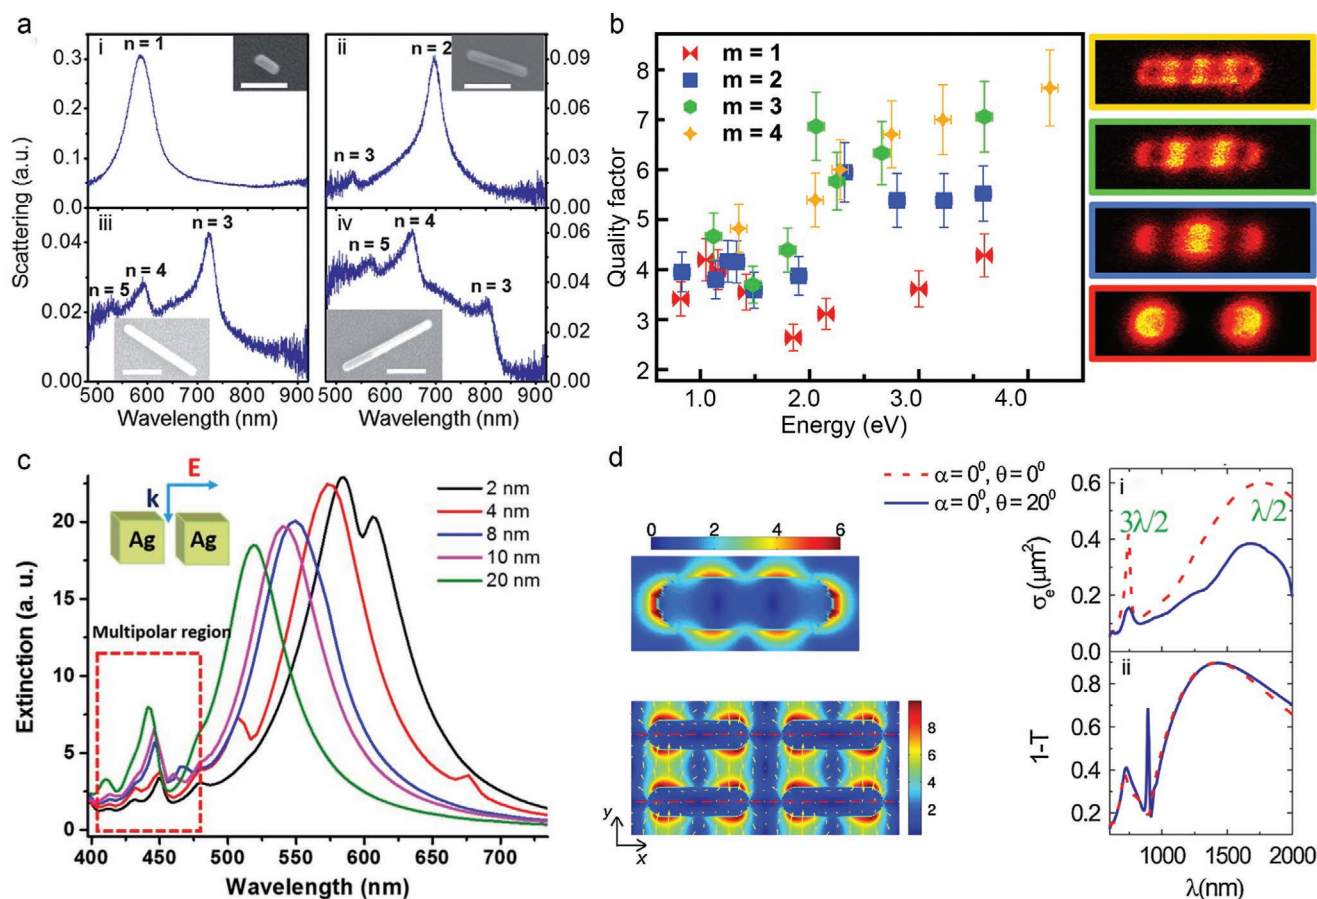 a
i
n = 1
0.3
0.2
0.1
0.0
ii
n = 2
n = 3
0.09
0.06
0.03
0.00
Scattering (a.u.)
iii
n = 3
n = 4
n = 5
0.04
0.02
0.00
iv
n = 4
n = 5
n = 3
0.06
0.04
0.02
0.00
500 600 700 800 900
500 600 700 800 900
Wavelength (nm)
Wavelength (nm)
b
m = 1
m = 2
m = 3
m = 4
8
7
6
5
4
3
2
Quality factor
1.0 2.0 3.0 4.0
Energy (eV)
c
E
k
Ag Ag
2 nm
4 nm
8 nm
10 nm
20 nm
Multipolar region
20
15
10
5
0
Extinction (a. u.)
400 450 500 550 600 650 700
Wavelength (nm)
d
α=0⁰, θ=0⁰
α=0⁰, θ=20⁰
0 2 4 6
8
6
4
2
y
x
i
3λ/2
λ/2
0.6
0.4
0.2
0.0
σe(μm²)
ii
1.0
0.8
0.6
0.4
0.2
1-T
1000 1500 2000
λ(nm)